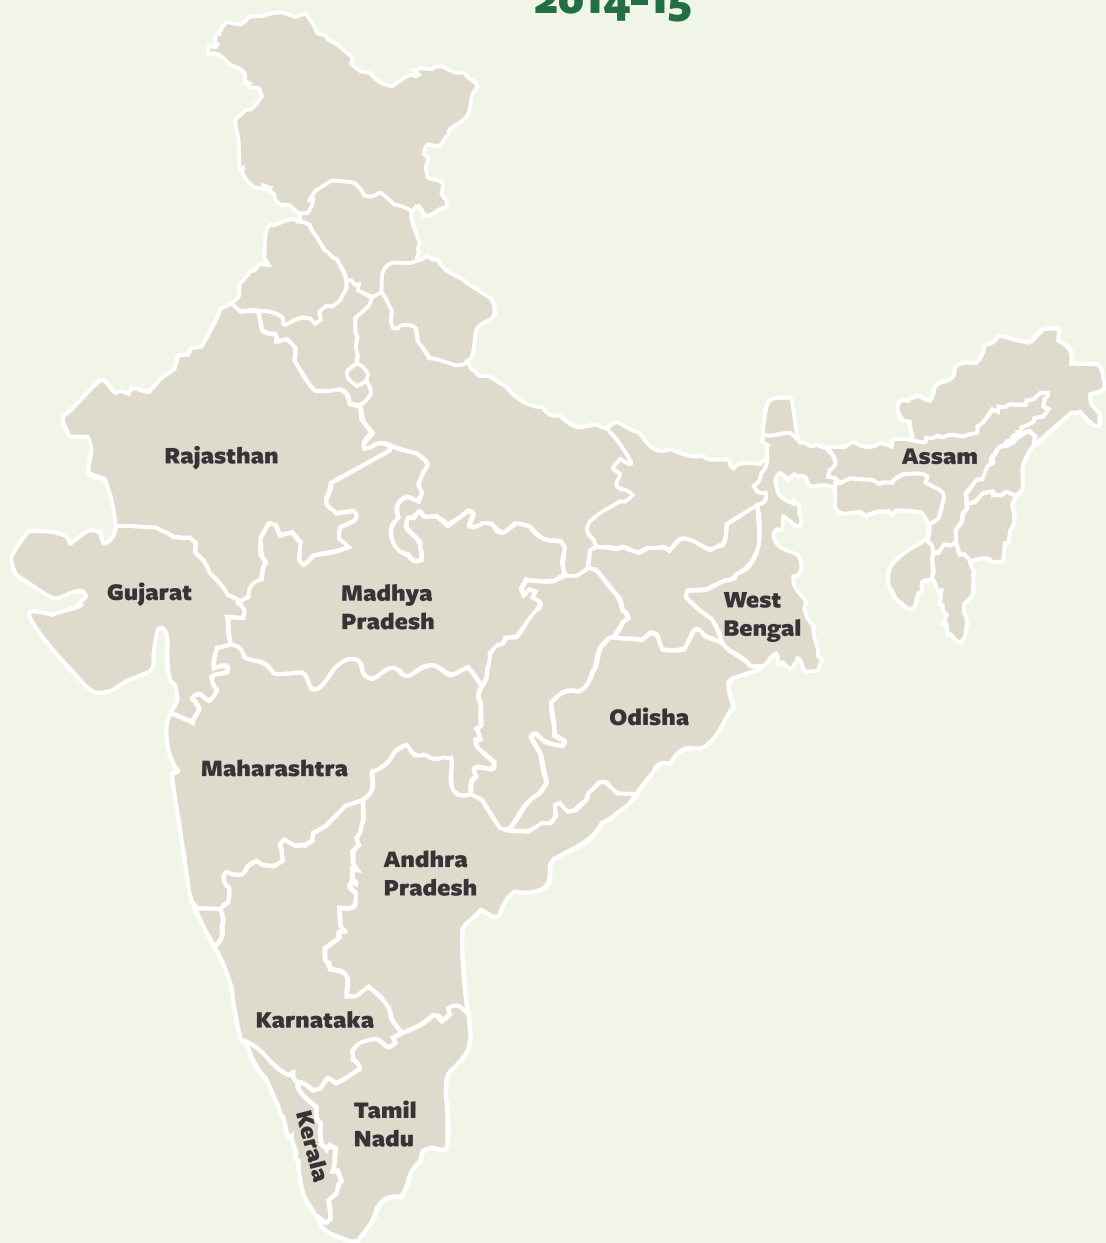 2014–15
Rajasthan
Assam
Gujarat
Madhya
Pradesh
West
Bengal
Odisha
Maharashtra
Andhra
Pradesh
Karnataka
Tamil
Nadu
Kerala